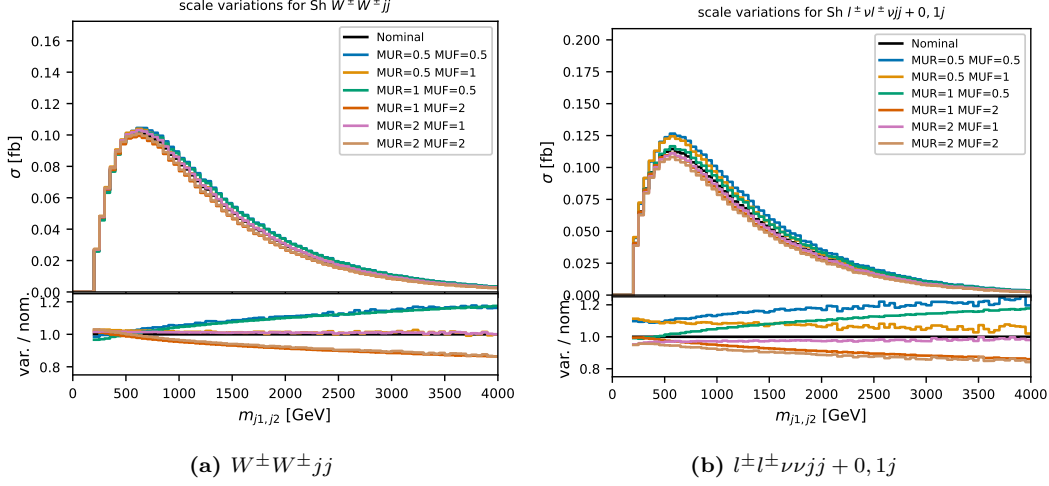 scale variations for Sh W±W±jj
σ [fb]
0.16
0.14
0.12
0.10
0.08
0.06
0.04
0.02
0.00
Nominal
MUR=0.5 MUF=0.5
MUR=0.5 MUF=1
MUR=1 MUF=0.5
MUR=1 MUF=2
MUR=2 MUF=1
MUR=2 MUF=2
var. / nom.
1.2
1.0
0.8
0 500 1000 1500 2000 2500 3000 3500 4000
m_{j1,j2} [GeV]
(a) W±W±jj
scale variations for Sh l±νl±νjj + 0, 1j
σ [fb]
0.200
0.175
0.150
0.125
0.100
0.075
0.050
0.025
0.000
Nominal
MUR=0.5 MUF=0.5
MUR=0.5 MUF=1
MUR=1 MUF=0.5
MUR=1 MUF=2
MUR=2 MUF=1
MUR=2 MUF=2
var. / nom.
1.2
1.0
0.8
0 500 1000 1500 2000 2500 3000 3500 4000
m_{j1,j2} [GeV]
(b) l±l±ννjj + 0, 1j